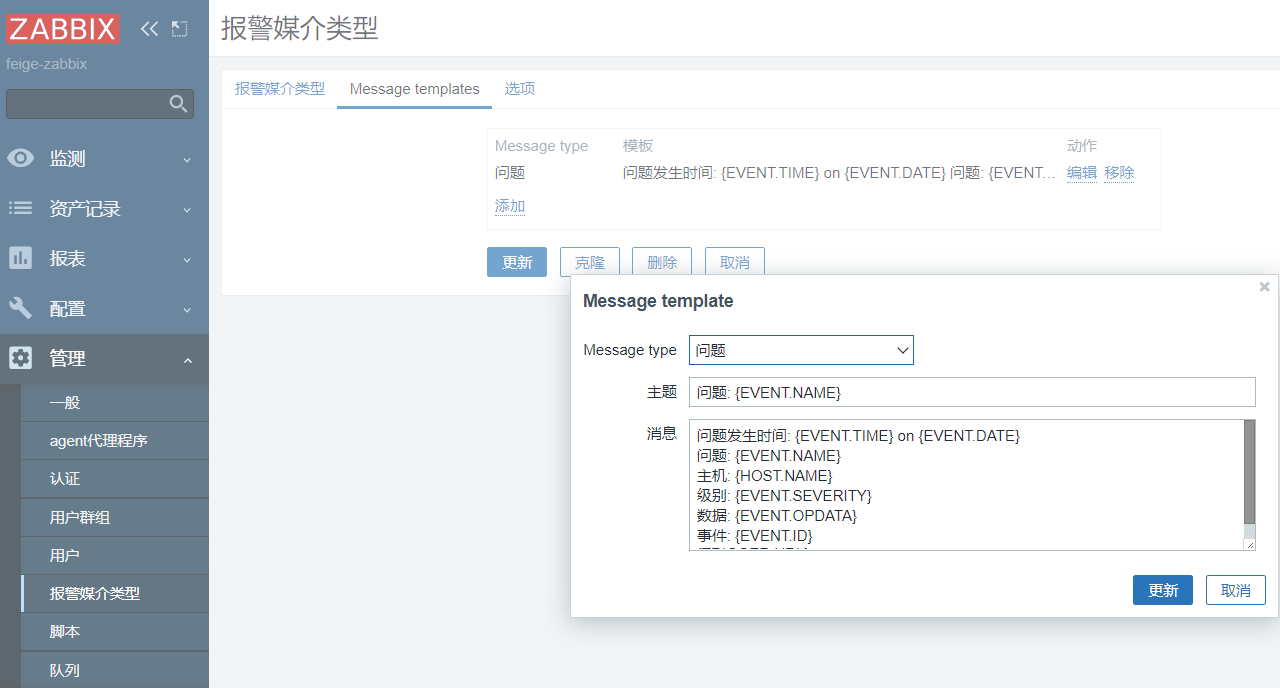 ZABBIX
feige-zabbix
监测
资产记录
报表
配置
管理
一般
agent代理程序
认证
用户群组
用户
报警媒介类型
脚本
队列
报警媒介类型
报警媒介类型 Message templates 选项
Message type 模板 动作
问题 问题发生时间: {EVENT.TIME} on {EVENT.DATE} 问题: {EVENT... 编辑 移除
添加
更新 克隆 删除 取消
Message template
Message type 问题
主题 问题: {EVENT.NAME}
消息 问题发生时间: {EVENT.TIME} on {EVENT.DATE}
问题: {EVENT.NAME}
主机: {HOST.NAME}
级别: {EVENT.SEVERITY}
数据: {EVENT.OPDATA}
事件: {EVENT.ID}
更新 取消